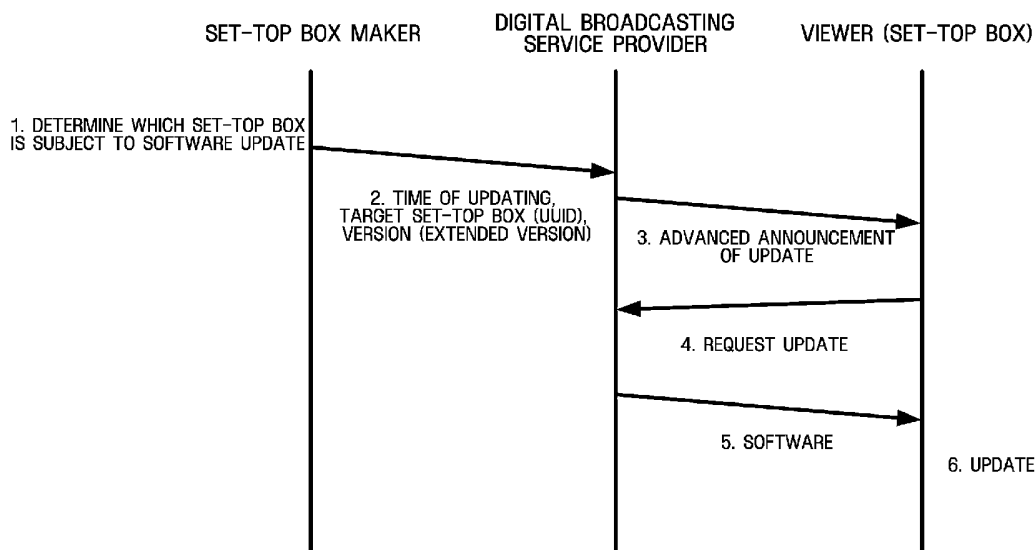 SET-TOP BOX MAKER
DIGITAL BROADCASTING
SERVICE PROVIDER
VIEWER (SET-TOP BOX)
1. DETERMINE WHICH SET-TOP BOX
IS SUBJECT TO SOFTWARE UPDATE
2. TIME OF UPDATING,
TARGET SET-TOP BOX (UUID),
VERSION (EXTENDED VERSION)
3. ADVANCED ANNOUNCEMENT
OF UPDATE
4. REQUEST UPDATE
5. SOFTWARE
6. UPDATE